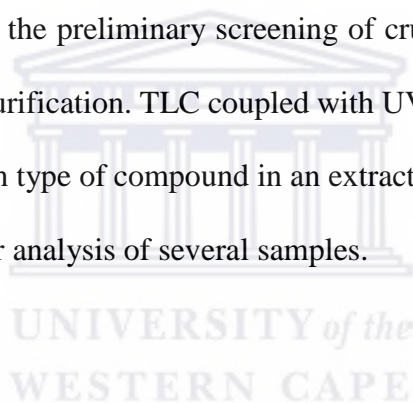 the preliminary screening of cru
urification. TLC coupled with UV
n type of compound in an extract
r analysis of several samples.
UNIVERSITY of the
WESTERN CAPE